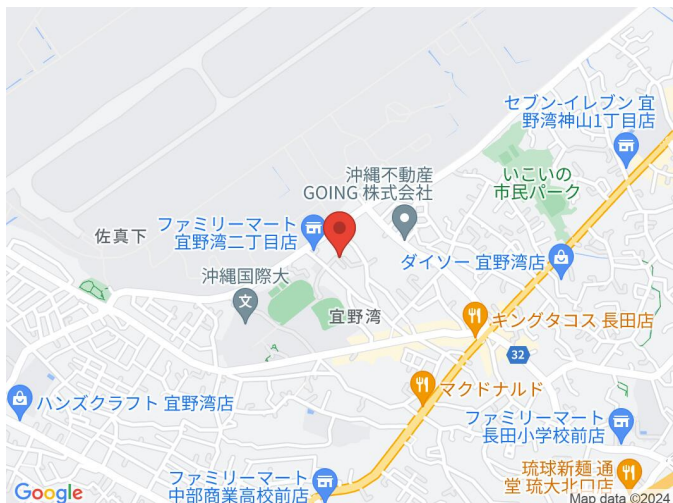 セブン-イレブン 宜
野湾神山1丁目店
いこいの
市民パーク
沖縄不動産
GOING 株式会社
佐真下
ファミリーマート
宜野湾二丁目店
ダイソー 宜野湾店
沖縄国際大
文
宜野湾
キングタコス 長田店
32
マクドナルド
ハンズクラフト 宜野湾店
ファミリーマート
長田小学校前店
ファミリーマート
中部商業高校前店
琉球新麺 通
堂 琉大北口店
Google
Map data ©2024